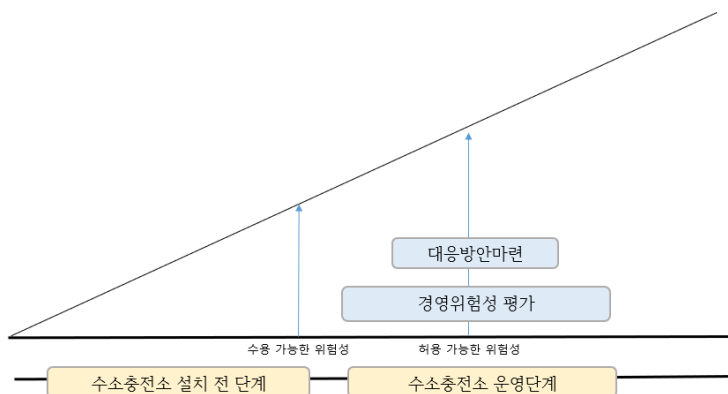 대응방안마련
경영위험성 평가
수용 가능한 위험성
허용 가능한 위험성
수소충전소 설치 전 단계
수소충전소 운영단계